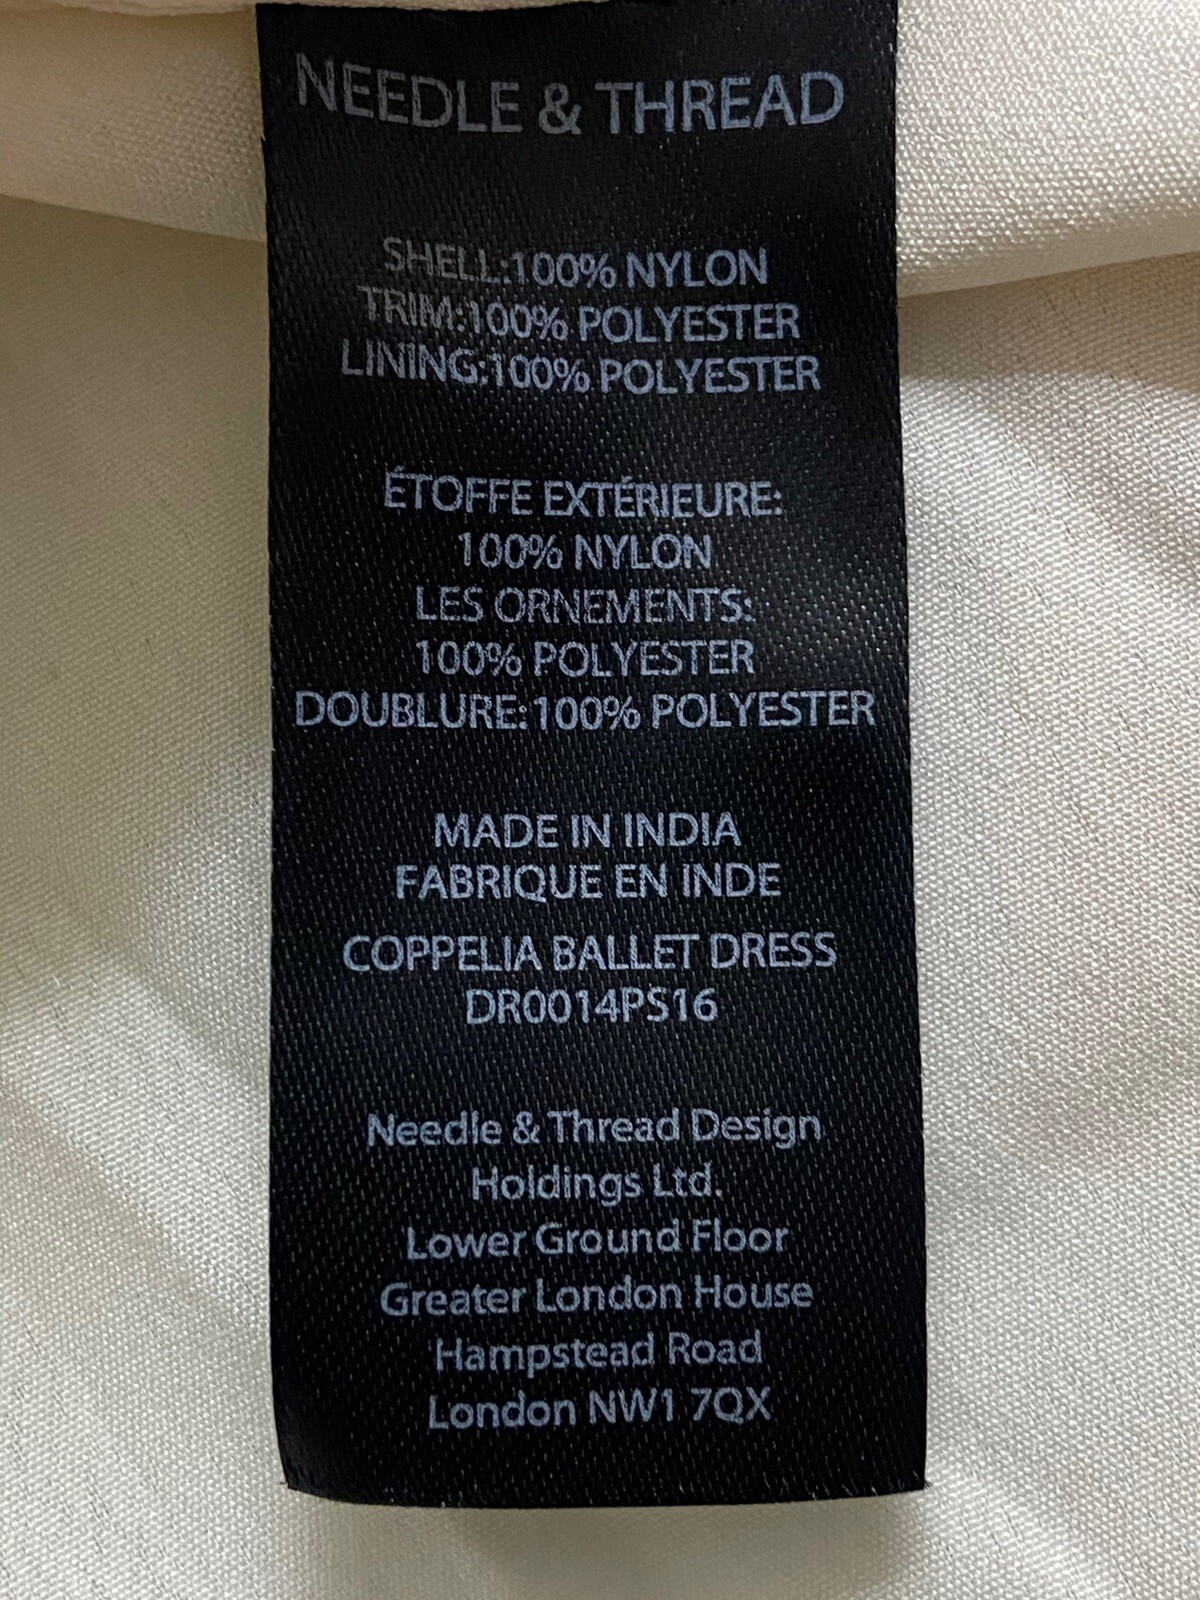 NEEDLE & THREAD
SHELL:100% NYLON
TRIM:100% POLYESTER
LINING:100% POLYESTER
ÉTOFFE EXTÉRIEURE:
100% NYLON
LES ORNEMENTS:
100% POLYESTER
DOUBLURE:100% POLYESTER
MADE IN INDIA
FABRIQUE EN INDE
COPPELIA BALLET DRESS
DR0014PS16
Needle & Thread Design
Holdings Ltd.
Lower Ground Floor
Greater London House
Hampstead Road
London NW1 7QX